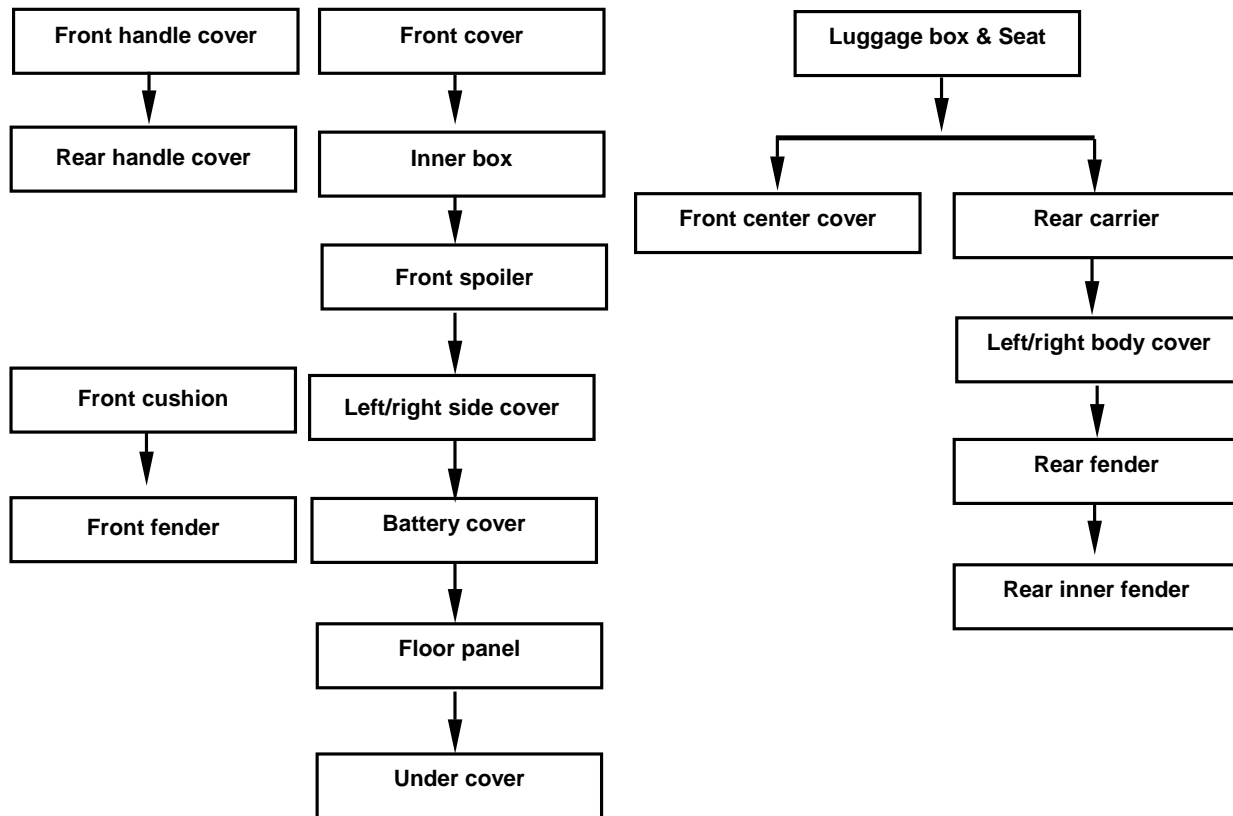 Front handle cover
Front cover
Luggage box & Seat
Rear handle cover
Inner box
Front center cover
Rear carrier
Front spoiler
Left/right body cover
Front cushion
Left/right side cover
Rear fender
Front fender
Battery cover
Rear inner fender
Floor panel
Under cover